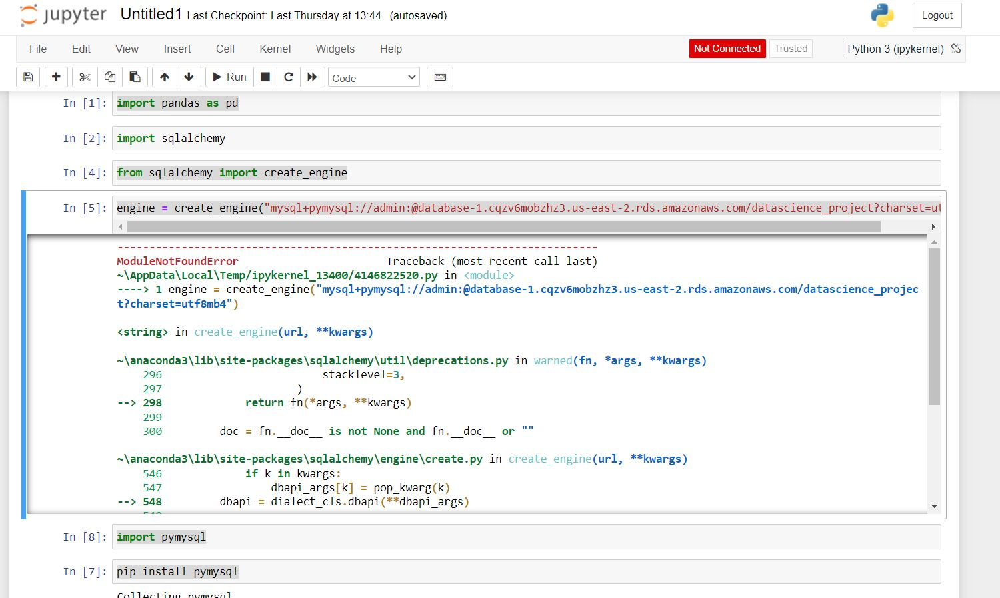 jupyter Untitled1 Last Checkpoint: Last Thursday at 13:44 (autosaved) Logout
File Edit View Insert Cell Kernel Widgets Help Not Connected Trusted Python 3 (ipykernel)
Run Code
In [1]: import pandas as pd
In [2]: import sqlalchemy
In [4]: from sqlalchemy import create_engine
In [5]: engine = create_engine("mysql+pymysql://admin:@database-1.cqzv6mobzhz3.us-east-2.rds.amazonaws.com/datascience_project?charset=ut
---------------------------------------------------------------------------
ModuleNotFoundError                       Traceback (most recent call last)
~\AppData\Local\Temp/ipykernel_13400/4146822520.py in <module>
----> 1 engine = create_engine("mysql+pymysql://admin:@database-1.cqzv6mobzhz3.us-east-2.rds.amazonaws.com/datascience_projec
t?charset=utf8mb4")
<string> in create_engine(url, **kwargs)
~\anaconda3\lib\site-packages\sqlalchemy\util\deprecations.py in warned(fn, *args, **kwargs)
296                         stacklevel=3,
297                     )
--> 298             return fn(*args, **kwargs)
299
300         doc = fn.__doc__ is not None and fn.__doc__ or ""
~\anaconda3\lib\site-packages\sqlalchemy\engine\create.py in create_engine(url, **kwargs)
546             if k in kwargs:
547                 dbapi_args[k] = pop_kwarg(k)
--> 548         dbapi = dialect_cls.dbapi(**dbapi_args)
In [8]: import pymysql
In [7]: pip install pymysql
Collecting pymysql